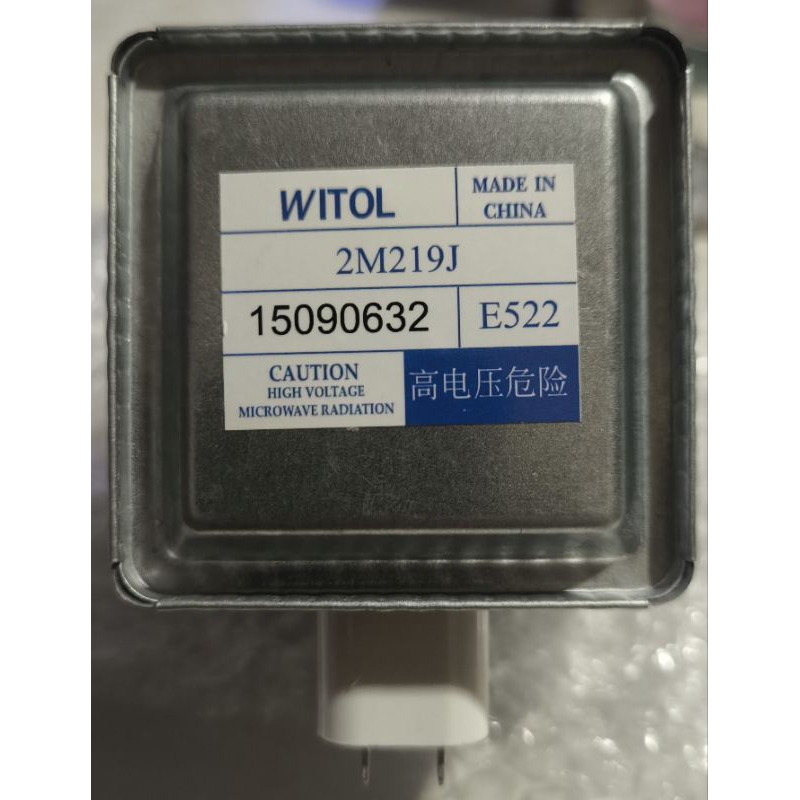 WITOL
MADE IN
CHINA
2M219J
15090632
E522
CAUTION
HIGH VOLTAGE
MICROWAVE RADIATION
高电压危险